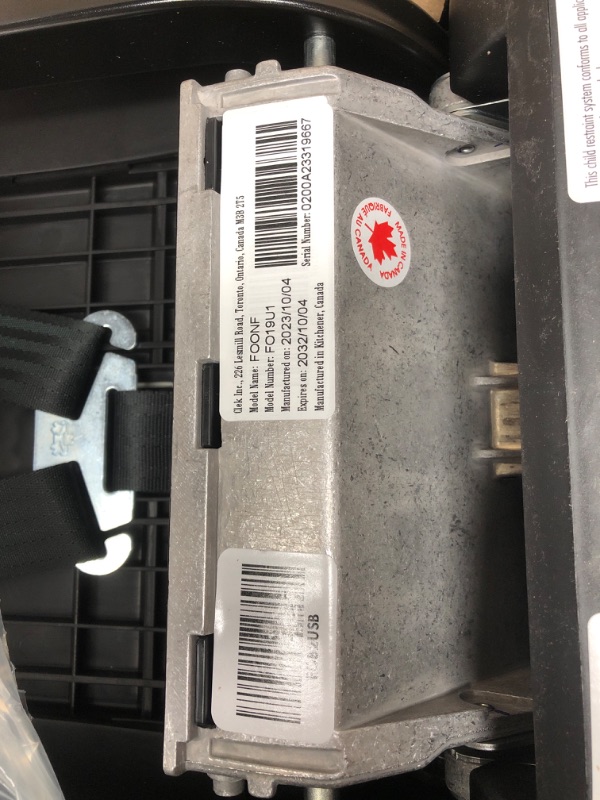 Clek Inc., 226 Lesmill Road, Toronto, Ontario, Canada M3B 2T5
Model Name: FOONF
Model Number: FO19U1
Manufactured on: 2023/10/04
Expires on: 2032/10/04
Manufactured in Kitchener, Canada
Serial Number: 0200A23319667
MADE IN CANADA
FABRIQUÉ AU CANADA
This child restraint system conforms to all